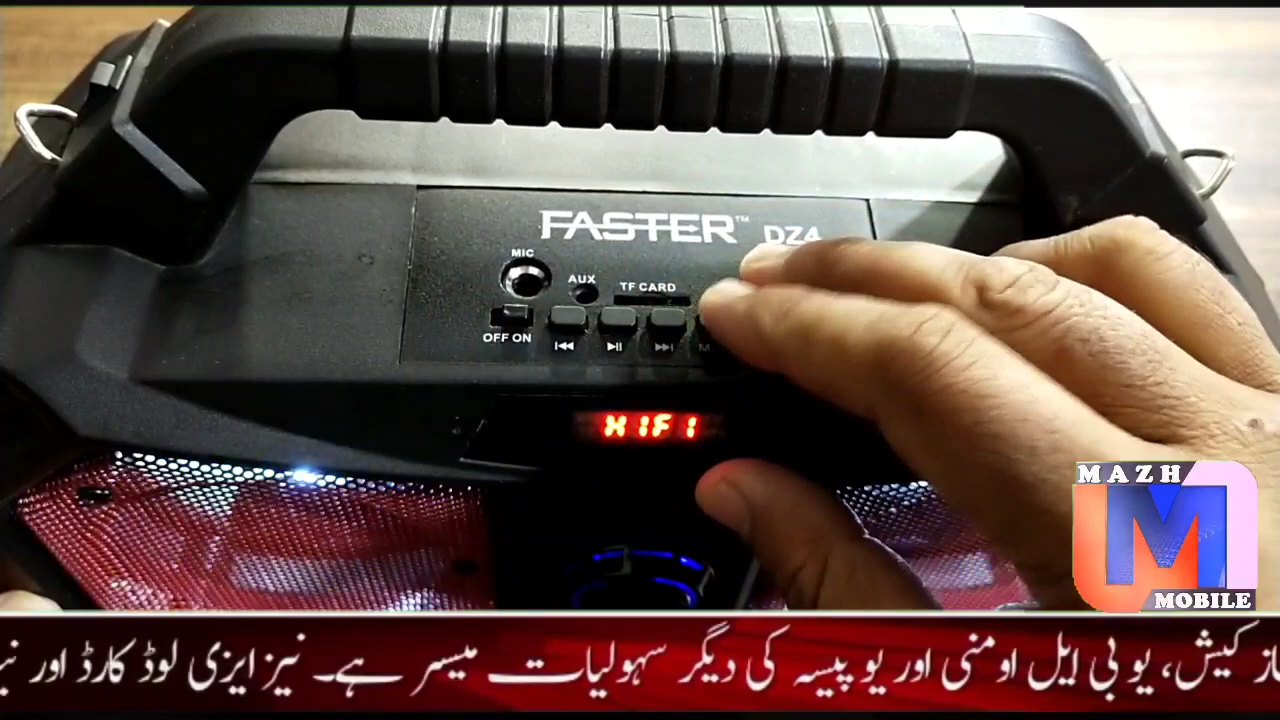 FASTER™ DZ4
MIC
AUX
TF CARD
OFF ON
HIFI
MAZH
M
MOBILE
کیش، یو بی ایل اومنی اور یو پیسہ کی دیگر سہولیات میسر ہے۔ نیز ایزی لوڈ کارڈ اور